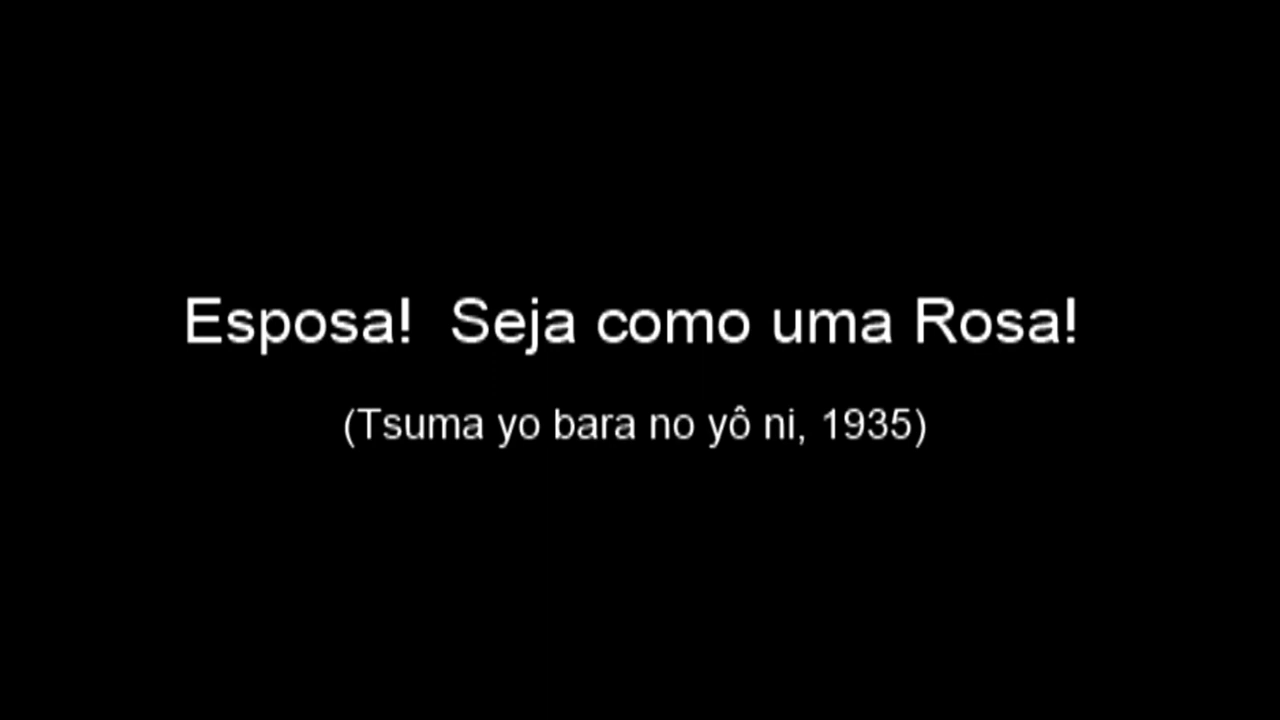 Esposa!  Seja como uma Rosa!
(Tsuma yo bara no yô ni, 1935)